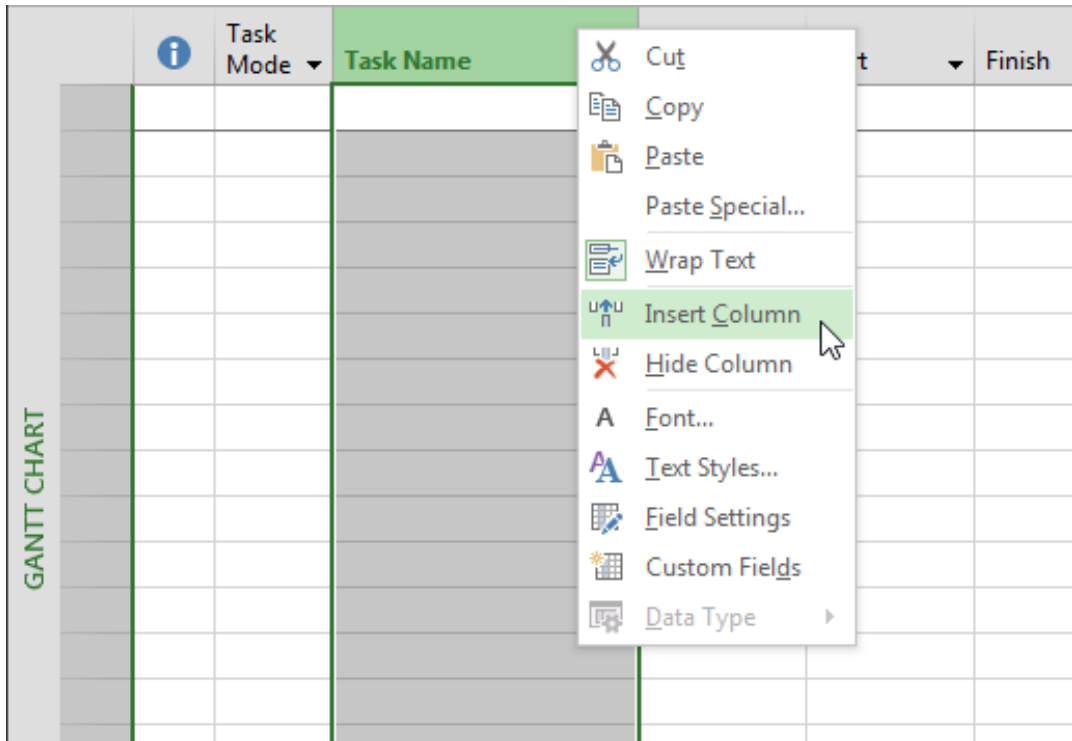 Task
Mode
Task Name
t
Finish
Cut
Copy
Paste
Paste Special...
Wrap Text
Insert Column
Hide Column
A Font...
Text Styles...
Field Settings
Custom Fields
Data Type
GANTT CHART